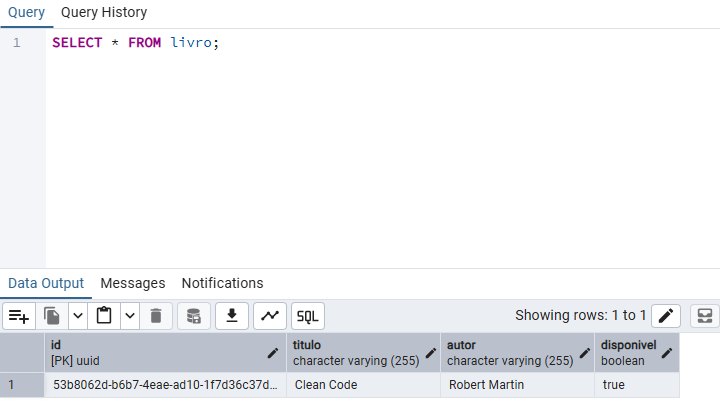 Query Query History
1 SELECT * FROM livro;
Data Output Messages Notifications
SQL Showing rows: 1 to 1
id titulo autor disponivel
[PK] uuid character varying (255) character varying (255) boolean
1 53b8062d-b6b7-4eae-ad10-1f7d36c37d... Clean Code Robert Martin true